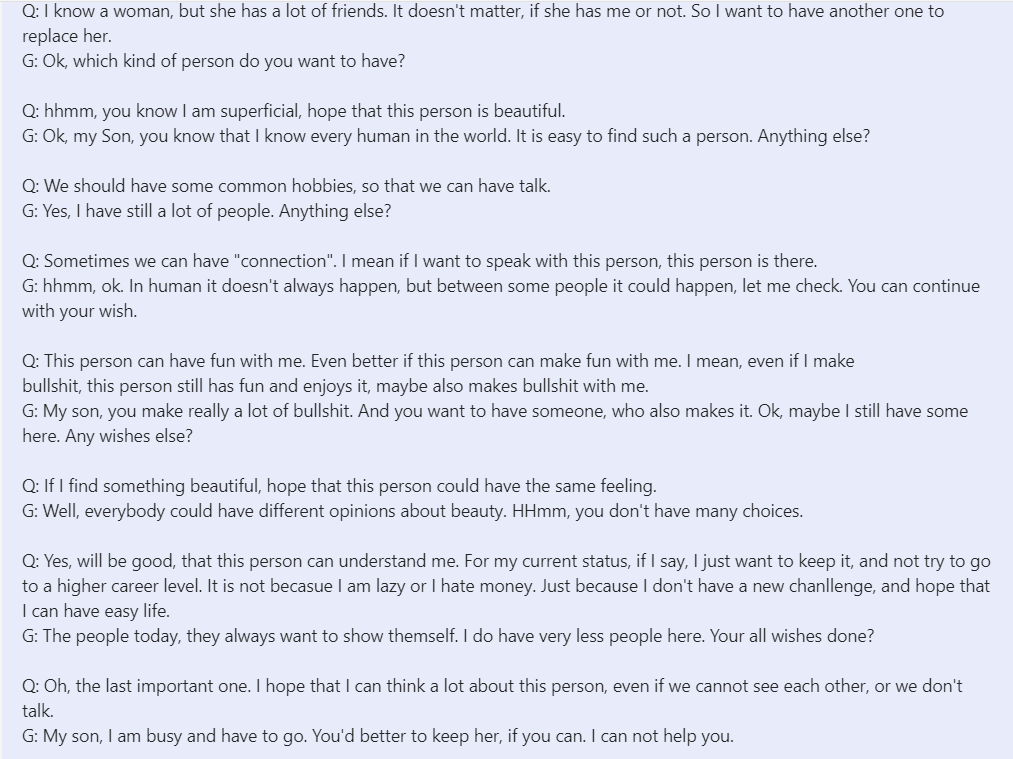 Q: I know a woman, but she has a lot of friends. It doesn't matter, if she has me or not. So I want to have another one to
replace her.
G: Ok, which kind of person do you want to have?
Q: hhmm, you know I am superficial, hope that this person is beautiful.
G: Ok, my Son, you know that I know every human in the world. It is easy to find such a person. Anything else?
Q: We should have some common hobbies, so that we can have talk.
G: Yes, I have still a lot of people. Anything else?
Q: Sometimes we can have "connection". I mean if I want to speak with this person, this person is there.
G: hhmm, ok. In human it doesn't always happen, but between some people it could happen, let me check. You can continue
with your wish.
Q: This person can have fun with me. Even better if this person can make fun with me. I mean, even if I make
bullshit, this person still has fun and enjoys it, maybe also makes bullshit with me.
G: My son, you make really a lot of bullshit. And you want to have someone, who also makes it. Ok, maybe I still have some
here. Any wishes else?
Q: If I find something beautiful, hope that this person could have the same feeling.
G: Well, everybody could have different opinions about beauty. HHmm, you don't have many choices.
Q: Yes, will be good, that this person can understand me. For my current status, if I say, I just want to keep it, and not try to go
to a higher career level. It is not becasue I am lazy or I hate money. Just because I don't have a new chanllenge, and hope that
I can have easy life.
G: The people today, they always want to show themself. I do have very less people here. Your all wishes done?
Q: Oh, the last important one. I hope that I can think a lot about this person, even if we cannot see each other, or we don't
talk.
G: My son, I am busy and have to go. You'd better to keep her, if you can. I can not help you.